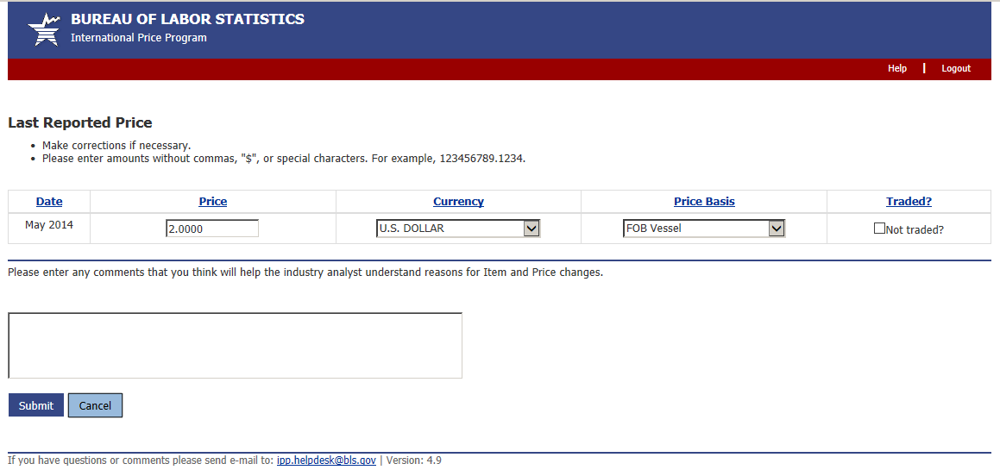 BUREAU OF LABOR STATISTICS
International Price Program
Help | Logout
Last Reported Price
• Make corrections if necessary.
• Please enter amounts without commas, "$", or special characters. For example, 123456789.1234.
Date Price Currency Price Basis Traded?
May 2014 2.0000 U.S. DOLLAR FOB Vessel Not traded?
Please enter any comments that you think will help the industry analyst understand reasons for Item and Price changes.
Submit Cancel
If you have questions or comments please send e-mail to: ipp.helpdesk@bls.gov | Version: 4.9